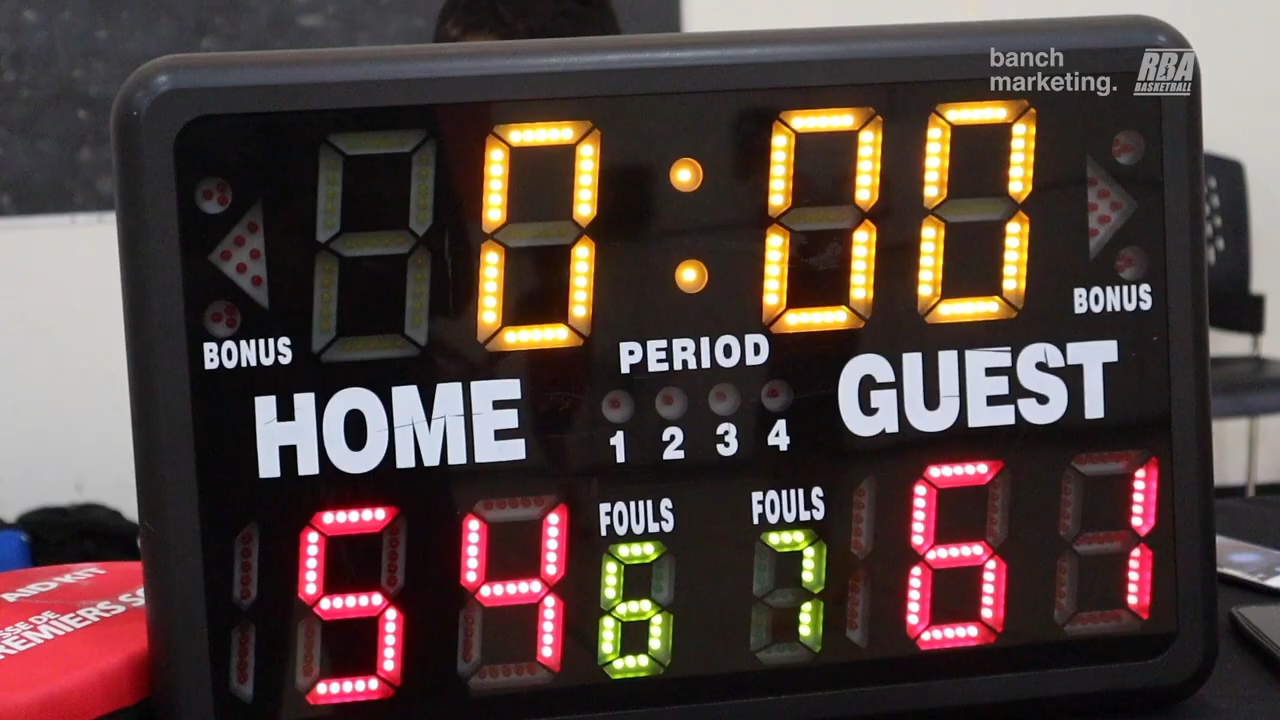 banch
marketing.
RBA
BASKETBALL
0:00
BONUS
BONUS
PERIOD
HOME
GUEST
1 2 3 4
FOULS
FOULS
54
6
7
61
AID KIT
PREMIERS